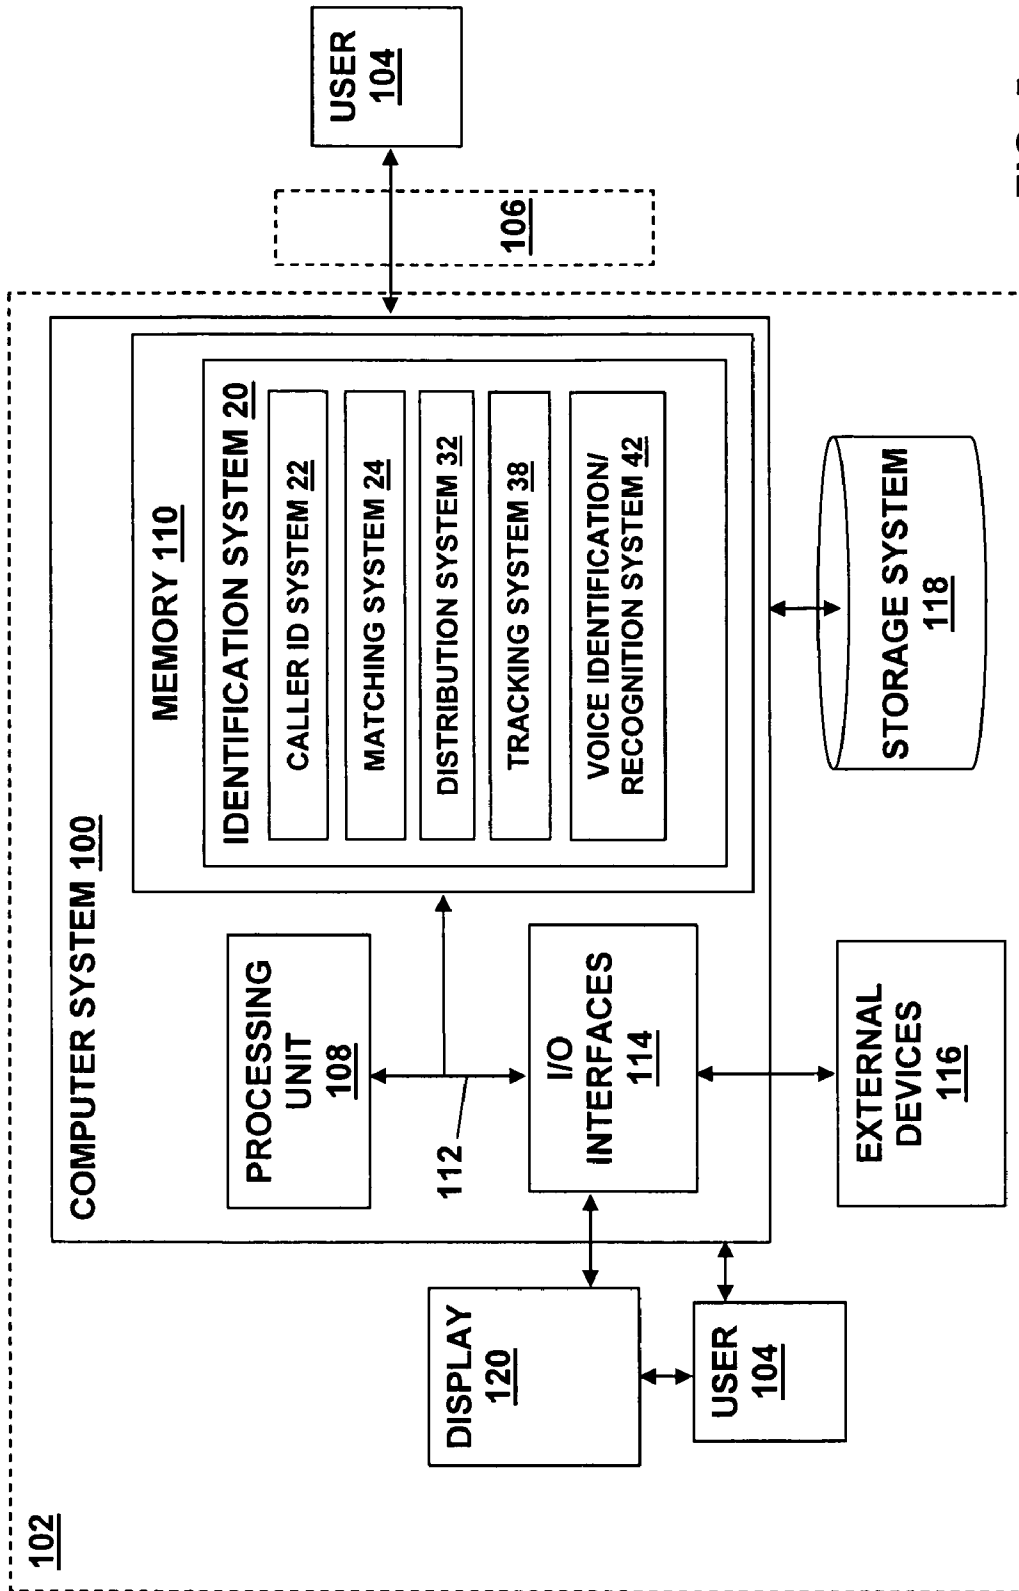 102
COMPUTER SYSTEM 100
MEMORY 110
IDENTIFICATION SYSTEM 20
CALLER ID SYSTEM 22
MATCHING SYSTEM 24
DISTRIBUTION SYSTEM 32
TRACKING SYSTEM 38
VOICE IDENTIFICATION/
RECOGNITION SYSTEM 42
PROCESSING
UNIT
108
112
I/O
INTERFACES
114
DISPLAY
120
USER
104
EXTERNAL
DEVICES
116
STORAGE SYSTEM
118
106
USER
104